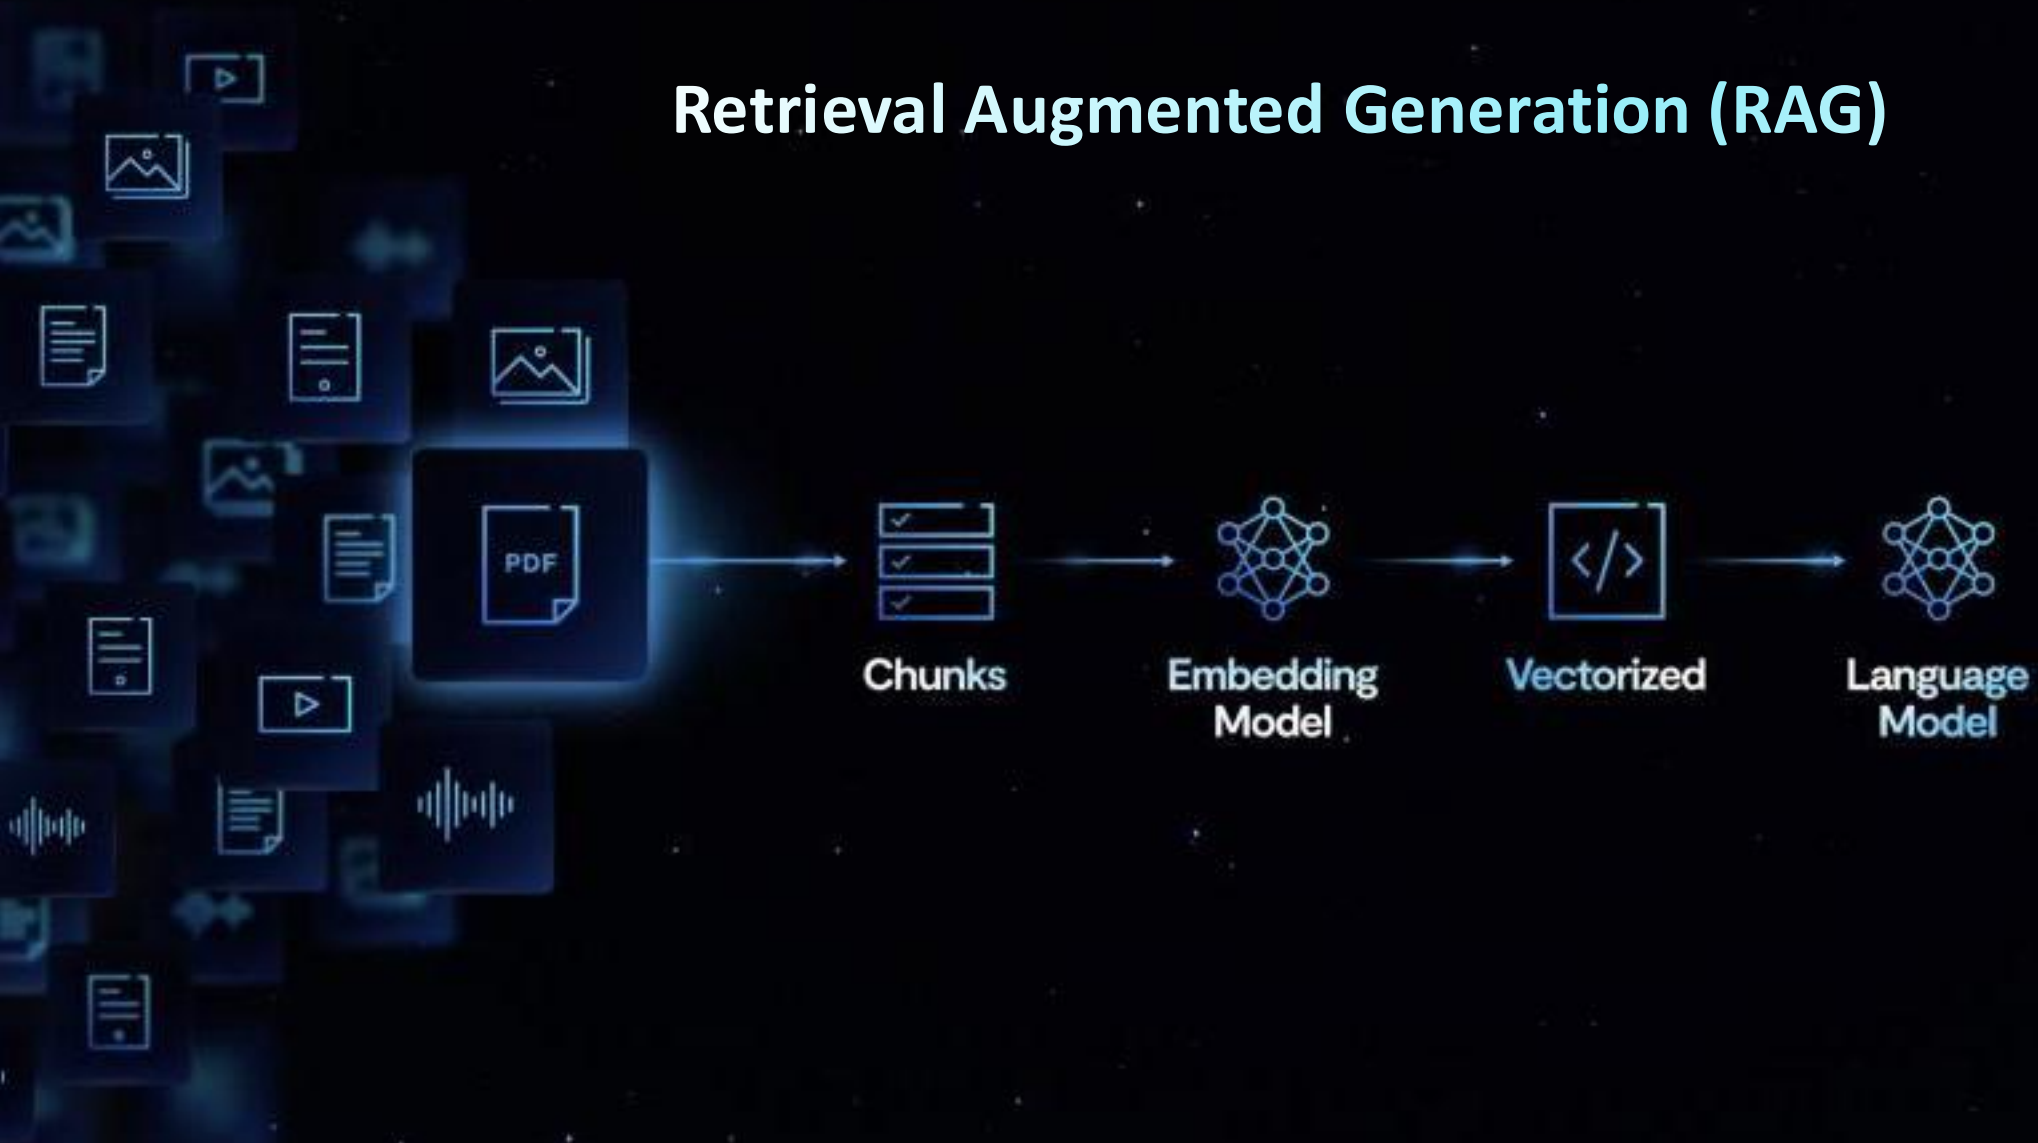 Retrieval Augmented Generation (RAG)
PDF
Chunks
Embedding
Model
Vectorized
Language
Model